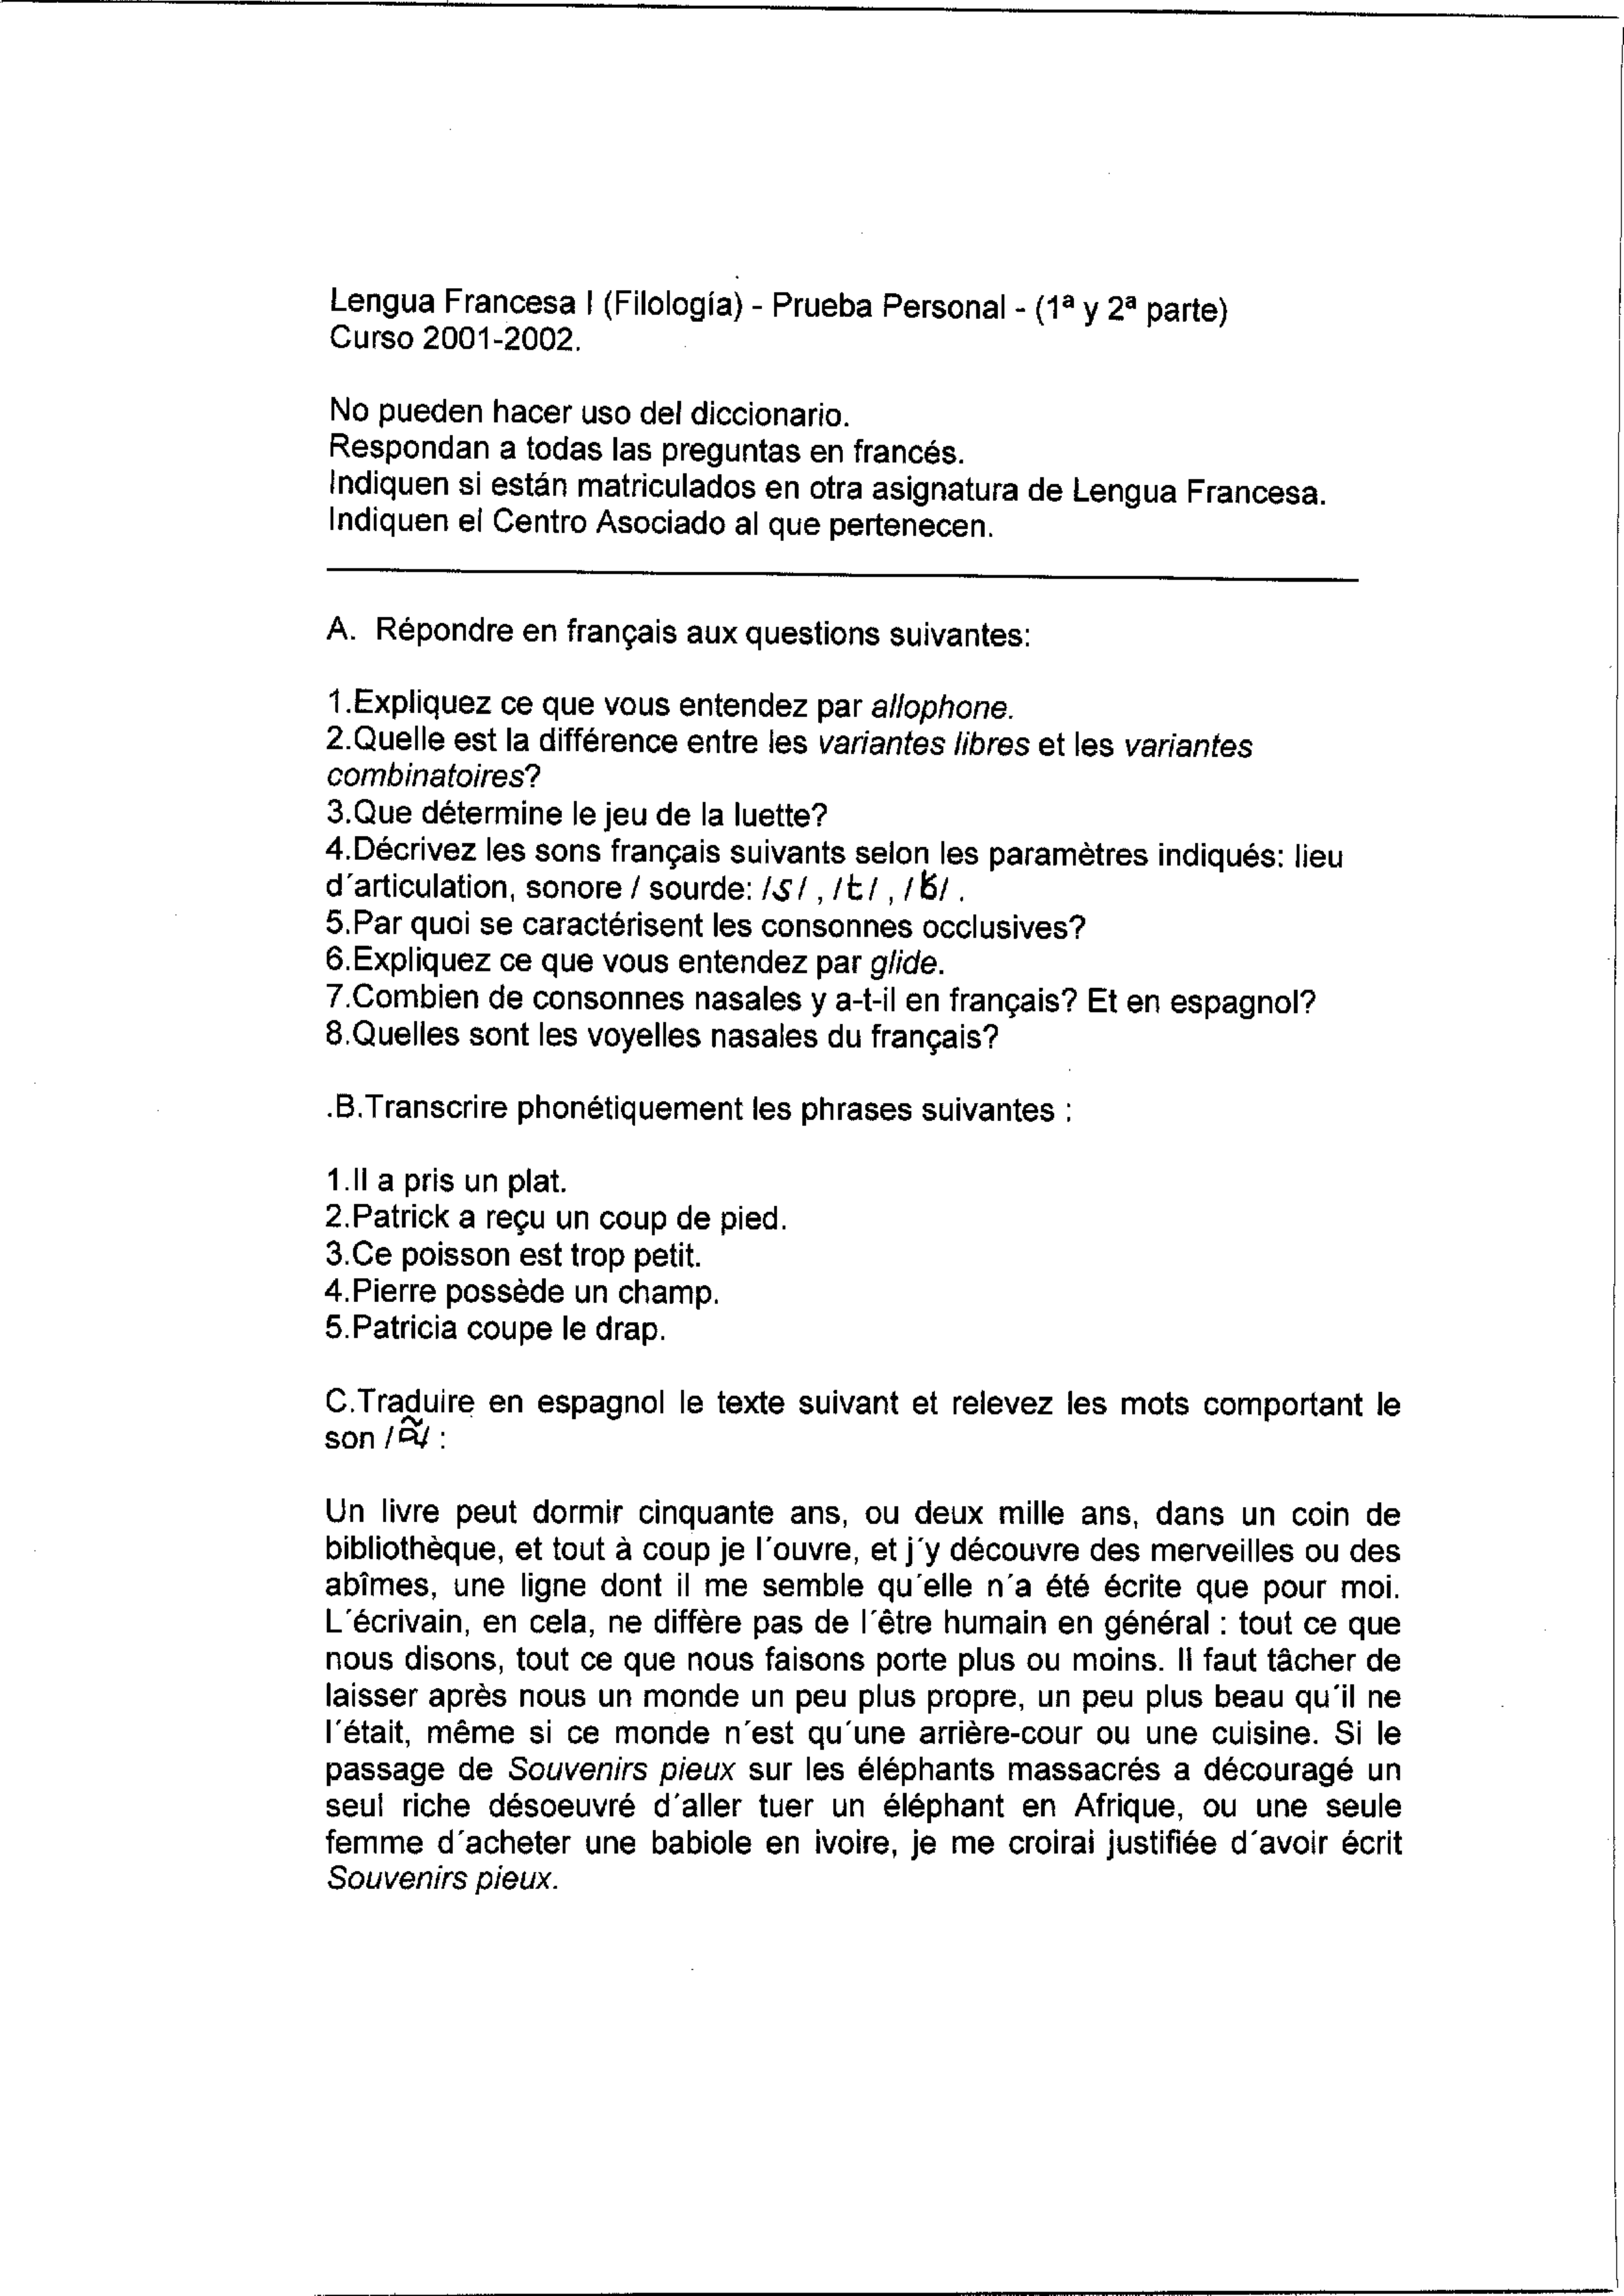 Lengua Francesa I (Filología) - Prueba Personal - (1ª y 2ª parte)
Curso 2001-2002.
No pueden hacer uso del diccionario.
Respondan a todas las preguntas en francés.
Indiquen si están matriculados en otra asignatura de Lengua Francesa.
Indiquen el Centro Asociado al que pertenecen.
A. Répondre en français aux questions suivantes:
1.Expliquez ce que vous entendez par allophone.
2.Quelle est la différence entre les variantes libres et les variantes
combinatoires?
3.Que détermine le jeu de la luette?
4.Décrivez les sons français suivants selon les paramètres indiqués: lieu
d´articulation, sonore / sourde: /s/ , /t/ , /ʁ/ .
5.Par quoi se caractérisent les consonnes occlusives?
6.Expliquez ce que vous entendez par glide.
7.Combien de consonnes nasales y a-t-il en français? Et en espagnol?
8.Quelles sont les voyelles nasales du français?
.B.Transcrire phonétiquement les phrases suivantes :
1.Il a pris un plat.
2.Patrick a reçu un coup de pied.
3.Ce poisson est trop petit.
4.Pierre possède un champ.
5.Patricia coupe le drap.
C.Traduire en espagnol le texte suivant et relevez les mots comportant le
son /ɑ̃/ :
Un livre peut dormir cinquante ans, ou deux mille ans, dans un coin de
bibliothèque, et tout à coup je l´ouvre, et j´y découvre des merveilles ou des
abîmes, une ligne dont il me semble qu´elle n´a été écrite que pour moi.
L´écrivain, en cela, ne diffère pas de l´être humain en général : tout ce que
nous disons, tout ce que nous faisons porte plus ou moins. Il faut tâcher de
laisser après nous un monde un peu plus propre, un peu plus beau qu´il ne
l´était, même si ce monde n´est qu´une arrière-cour ou une cuisine. Si le
passage de Souvenirs pieux sur les éléphants massacrés a découragé un
seul riche désoeuvré d´aller tuer un éléphant en Afrique, ou une seule
femme d´acheter une babiole en ivoire, je me croirai justifiée d´avoir écrit
Souvenirs pieux.